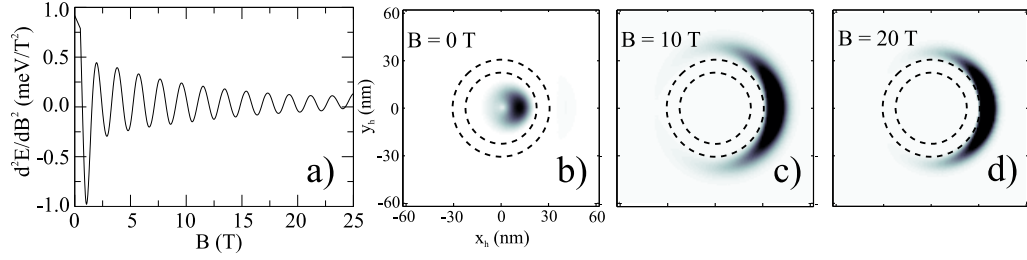 d²E/dB² (meV/T²)
1.0
0.5
0.0
-0.5
-1.0
0 5 10 15 20 25
B (T)
a)
y_h (nm)
60
30
0
-30
-60
-60 -30 0 30 60
x_h (nm)
B = 0 T
b)
B = 10 T
c)
B = 20 T
d)